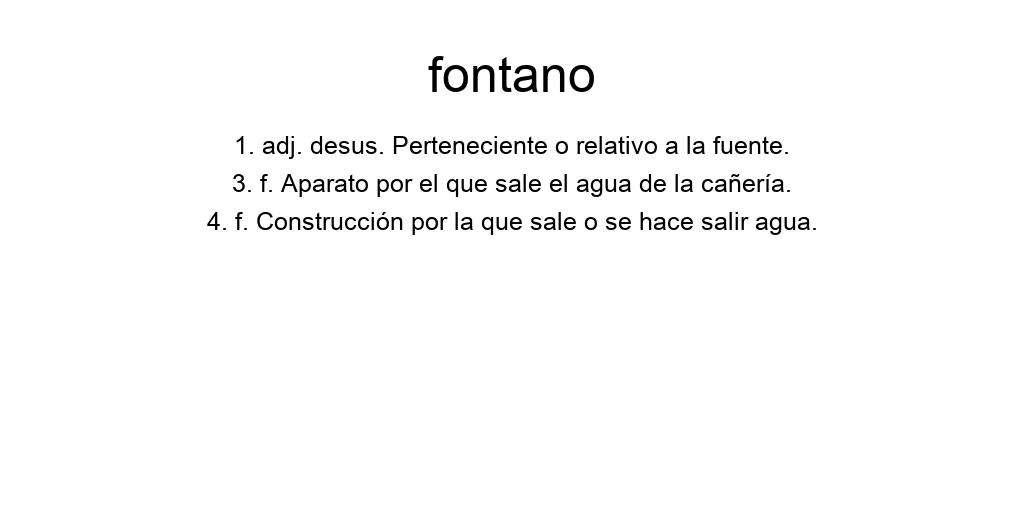 fontano
1. adj. desus. Perteneciente o relativo a la fuente.
3. f. Aparato por el que sale el agua de la cañería.
4. f. Construcción por la que sale o se hace salir agua.